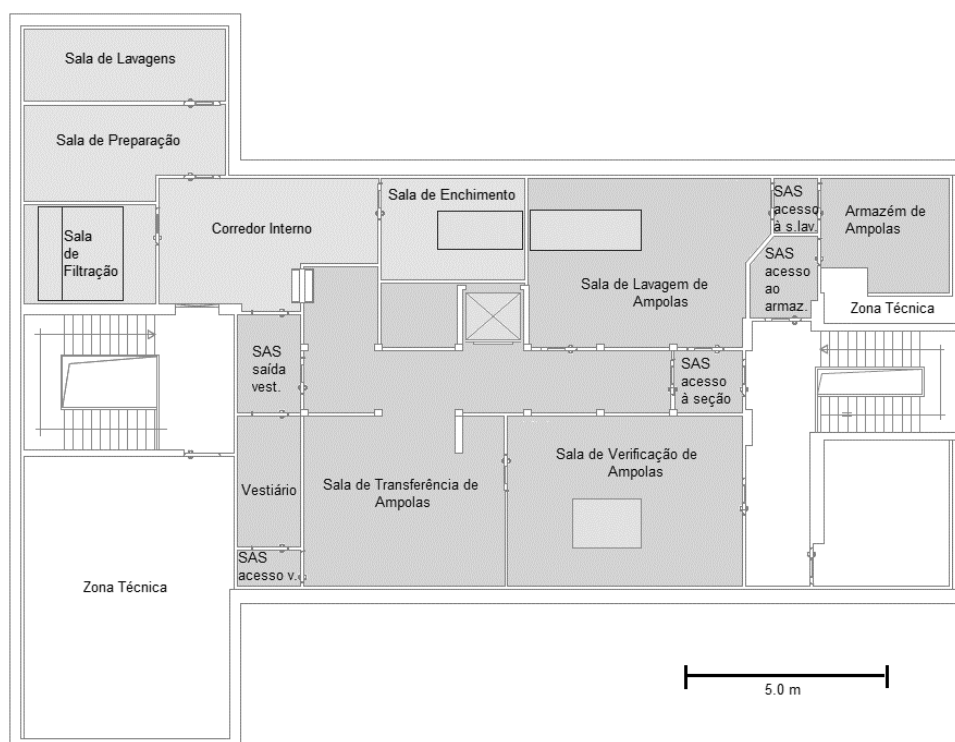 Sala de Lavagens
Sala de Preparação
Sala
de
Filtração
Corredor Interno
Sala de Enchimento
Sala de Lavagem de
Ampolas
SAS
acesso
à s.lav.
Armazém de
Ampolas
SAS
acesso
ao
armaz.
Zona Técnica
SAS
saída
vest.
SAS
acesso
à seção
Vestiário
Sala de Transferência de
Ampolas
Sala de Verificação de
Ampolas
SAS
acesso v.
Zona Técnica
5.0 m